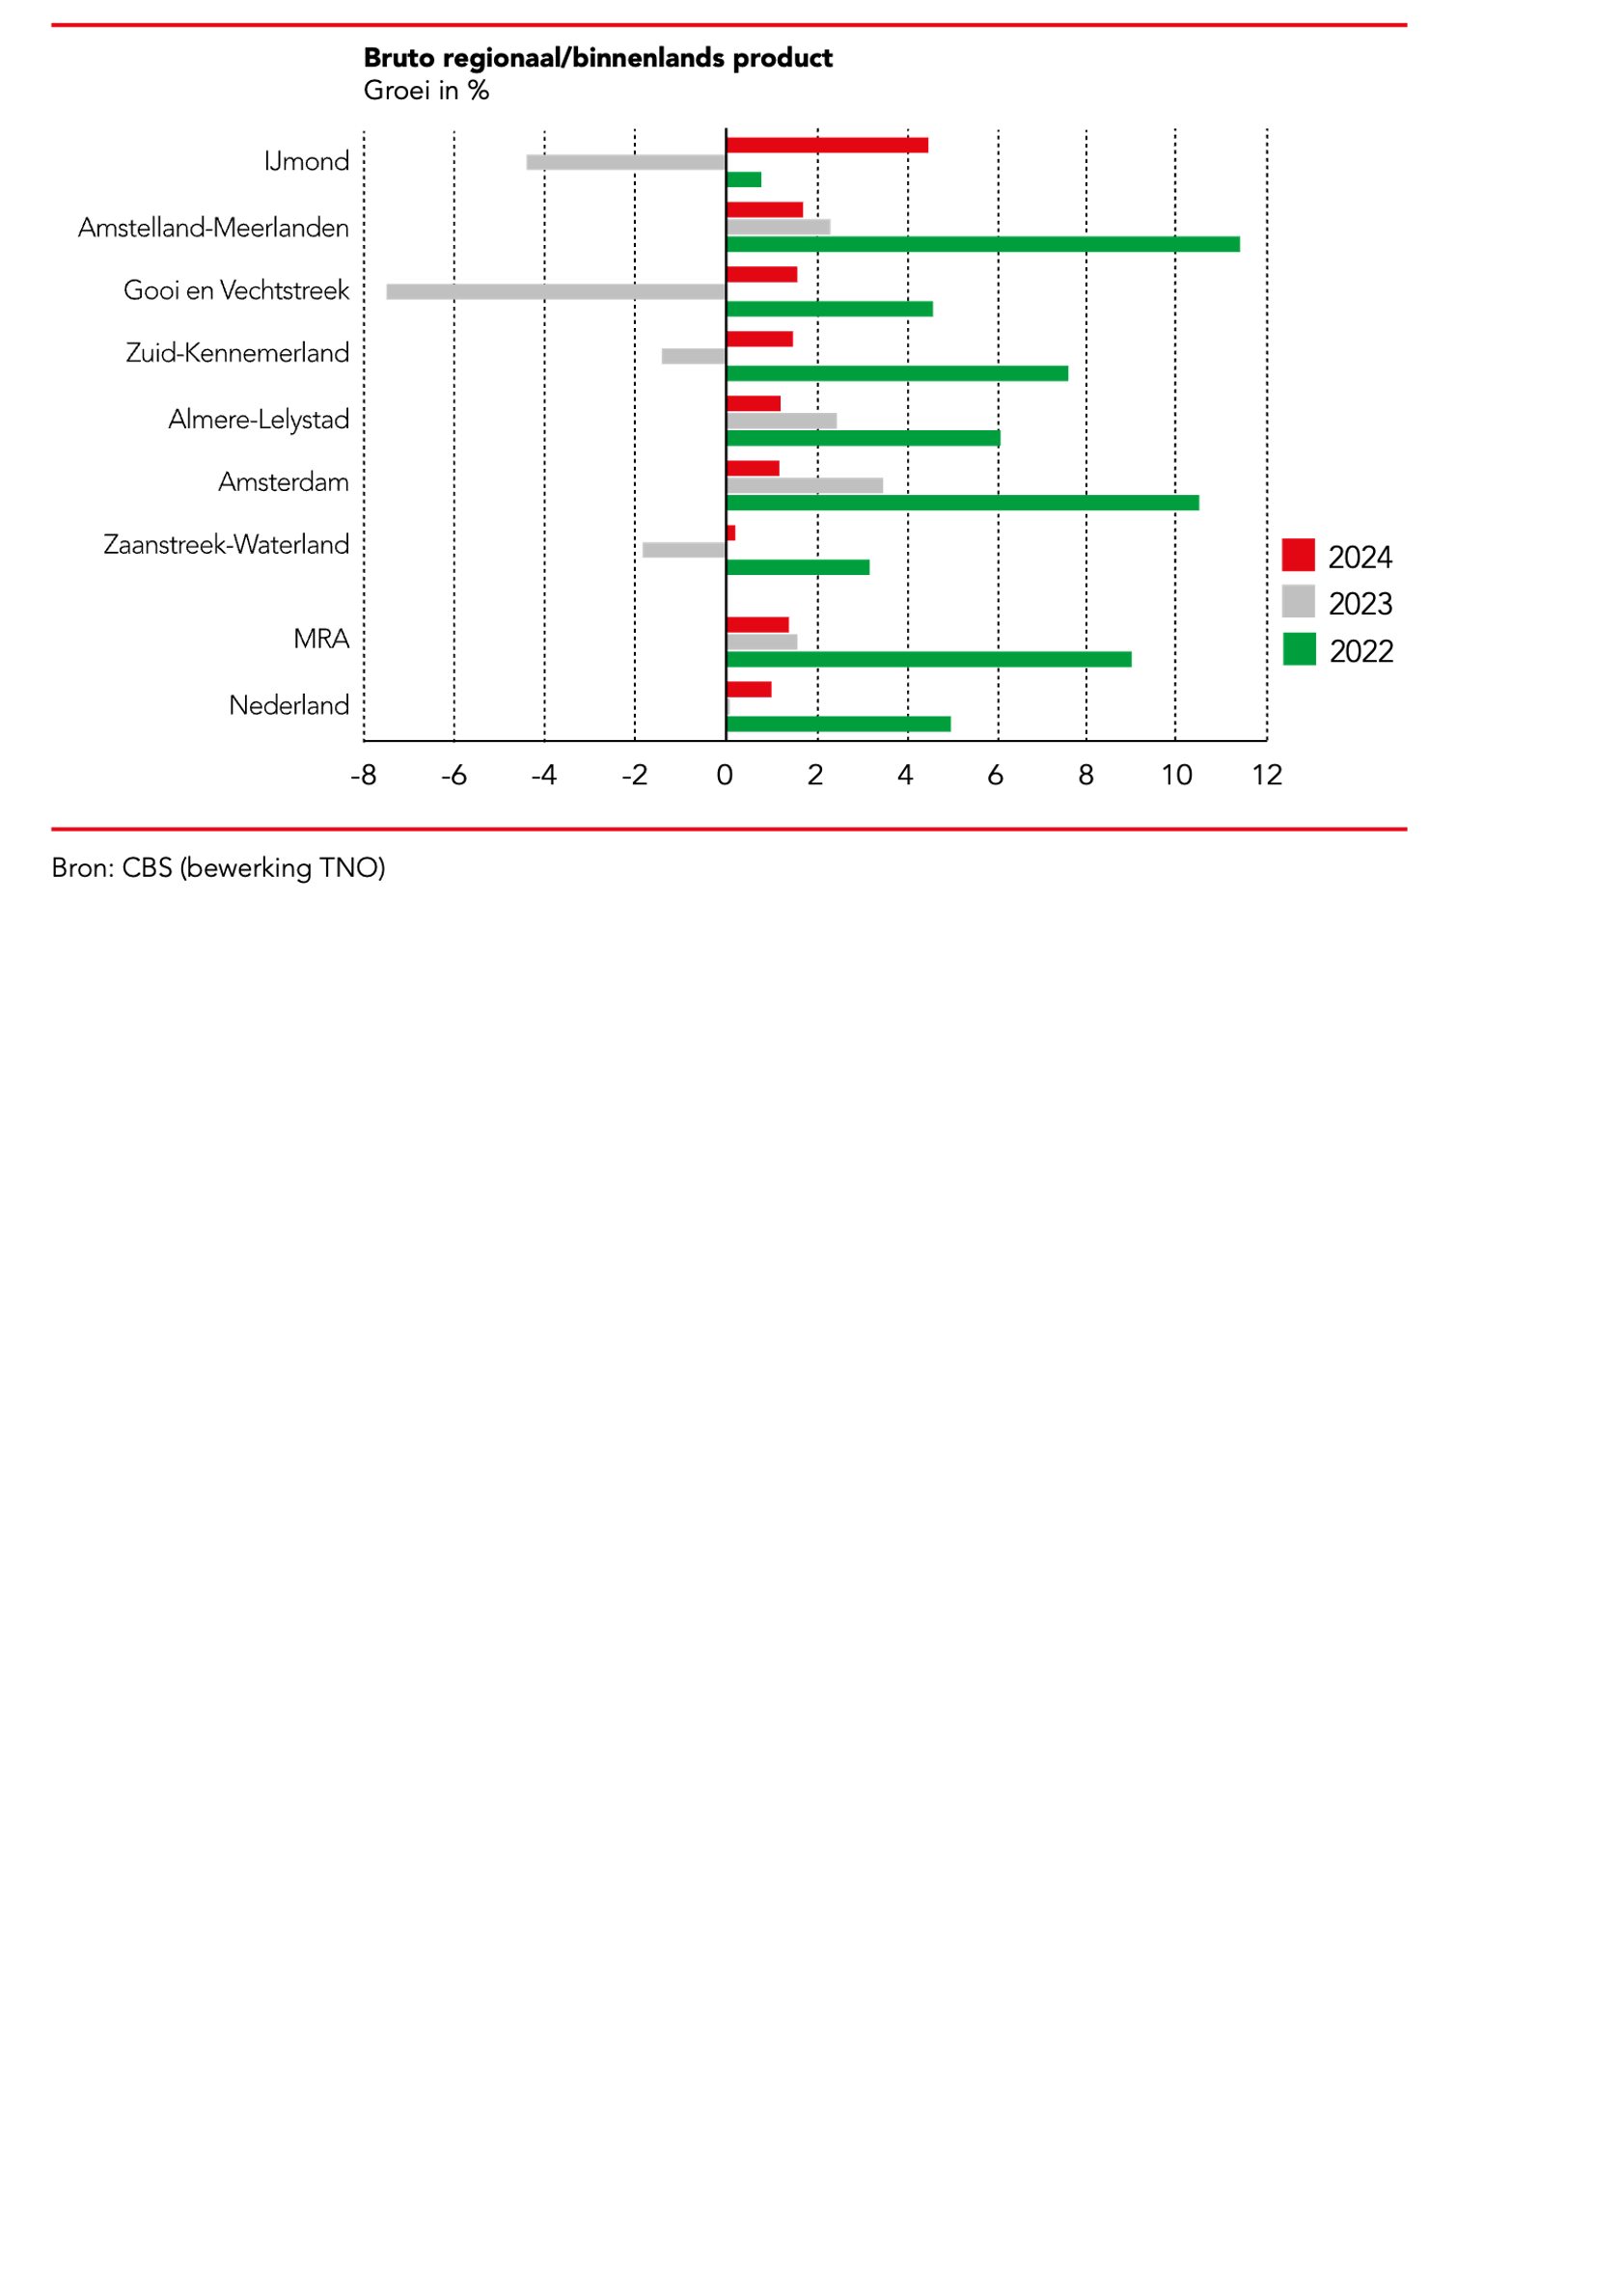 Bruto regionaal/binnenlands product
Groei in %
IJmond
Amstelland-Meerlanden
Gooi en Vechtstreek
Zuid-Kennemerland
Almere-Lelystad
Amsterdam
Zaanstreek-Waterland
MRA
Nederland
-8 -6 -4 -2 0 2 4 6 8 10 12
2024
2023
2022
Bron: CBS (bewerking TNO)